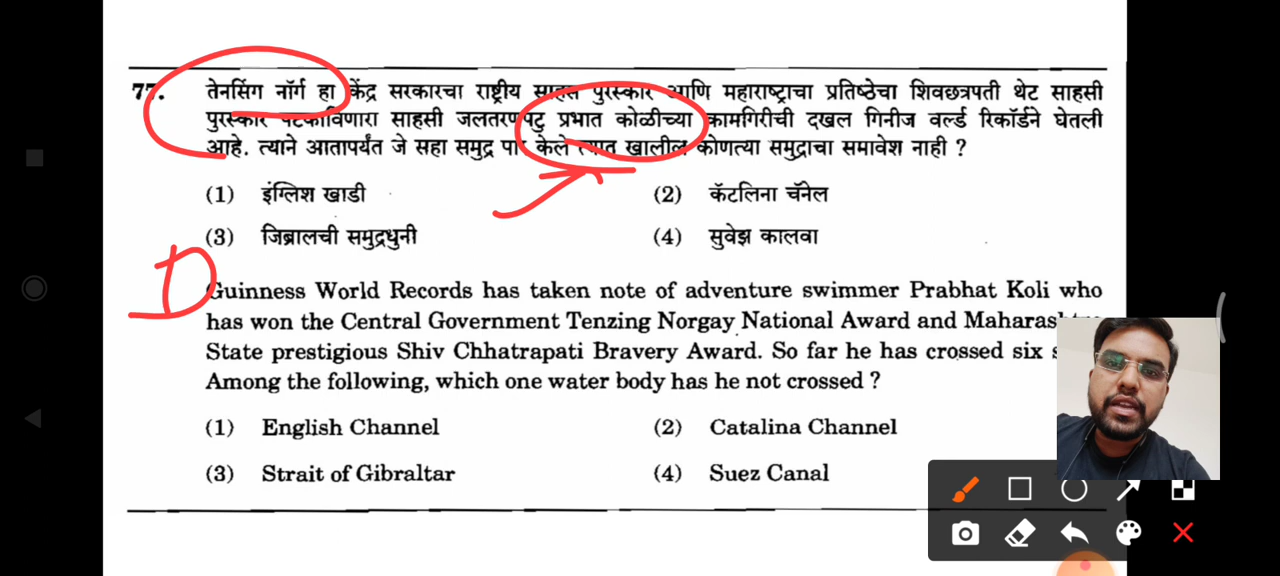 77. तेनसिंग नॉर्ग हा केंद्र सरकारचा राष्ट्रीय साहस पुरस्कार आणि महाराष्ट्राचा प्रतिष्ठेचा शिवछत्रपती थेट साहसी
पुरस्कार पटकाविणारा साहसी जलतरणपटु प्रभात कोळीच्या कामगिरीची दखल गिनीज वर्ल्ड रिकॉर्डने घेतली
आहे. त्याने आतापर्यंत जे सहा समुद्र पार केले त्यात खालील कोणत्या समुद्राचा समावेश नाही ?
(1) इंग्लिश खाडी (2) कॅटलिना चॅनेल
(3) जिब्रालची समुद्रधुनी (4) सुवेझ कालवा
D
Guinness World Records has taken note of adventure swimmer Prabhat Koli who
has won the Central Government Tenzing Norgay National Award and
State prestigious Shiv Chhatrapati Bravery Award. So far he has crossed six
Among the following, which one water body has he not crossed ?
(1) English Channel (2) Catalina Channel
(3) Strait of Gibraltar (4) Suez Canal